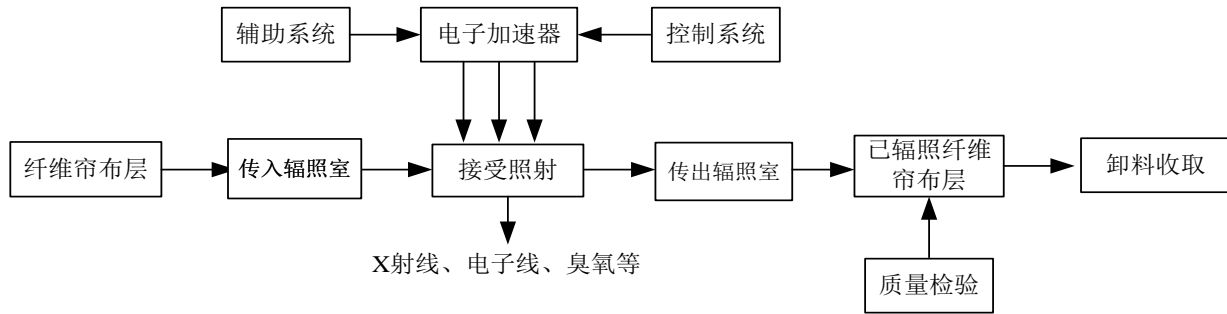 辅助系统
电子加速器
控制系统
纤维帘布层
传入辐照室
接受照射
传出辐照室
已辐照纤维
帘布层
卸料收取
X射线、电子线、臭氧等
质量检验